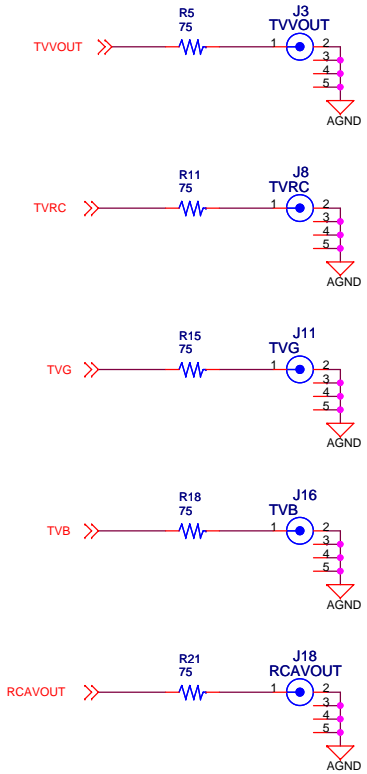 R5
75
J3
TVVOUT
TVVOUT
1
2
3
4
5
AGND
R11
75
J8
TVRC
TVRC
1
2
3
4
5
AGND
R15
75
J11
TVG
TVG
1
2
3
4
5
AGND
R18
75
J16
TVB
TVB
1
2
3
4
5
AGND
R21
75
J18
RCAVOUT
RCAVOUT
1
2
3
4
5
AGND